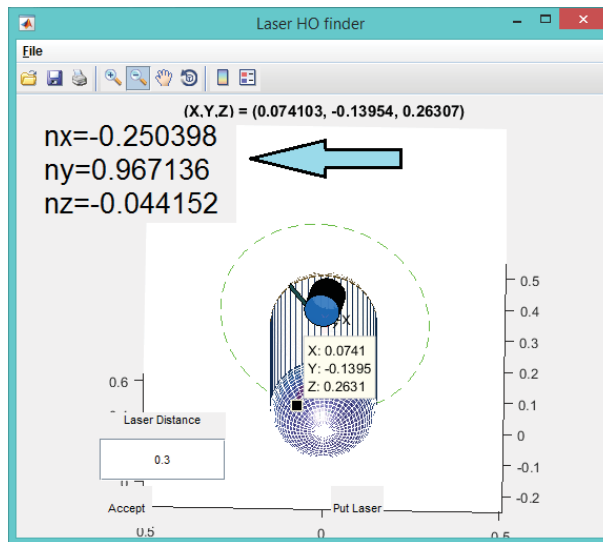 Laser HO finder
File
(X,Y,Z) = (0.074103, -0.13954, 0.26307)
nx=-0.250398
ny=0.967136
nz=-0.044152
0.5
0.4
X
0.3
X: 0.0741
Y: -0.1395
Z: 0.2631
0.2
0.6
0.1
Laser Distance
0
0.3
-0.1
-0.2
Accept
Put Laser
0.5
0
0.5